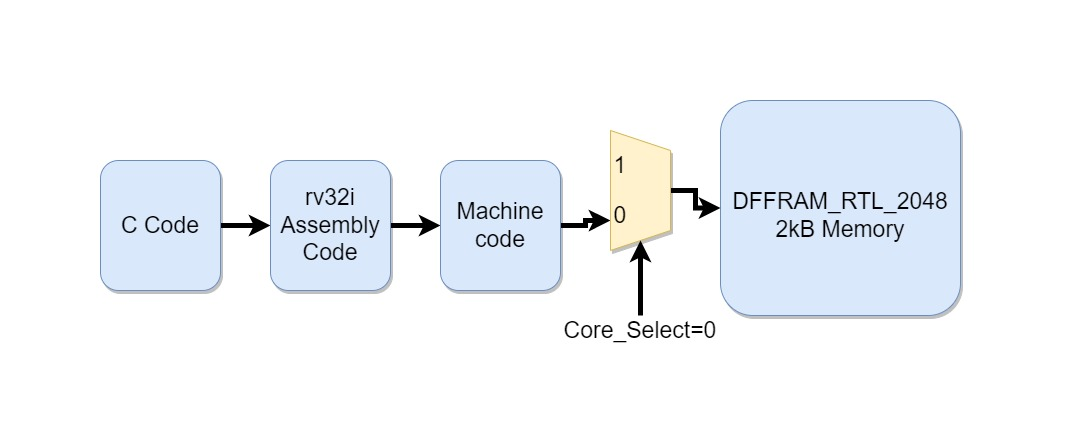 C Code
rv32i
Assembly
Code
Machine
code
1
0
Core_Select=0
DFFRAM_RTL_2048
2kB Memory